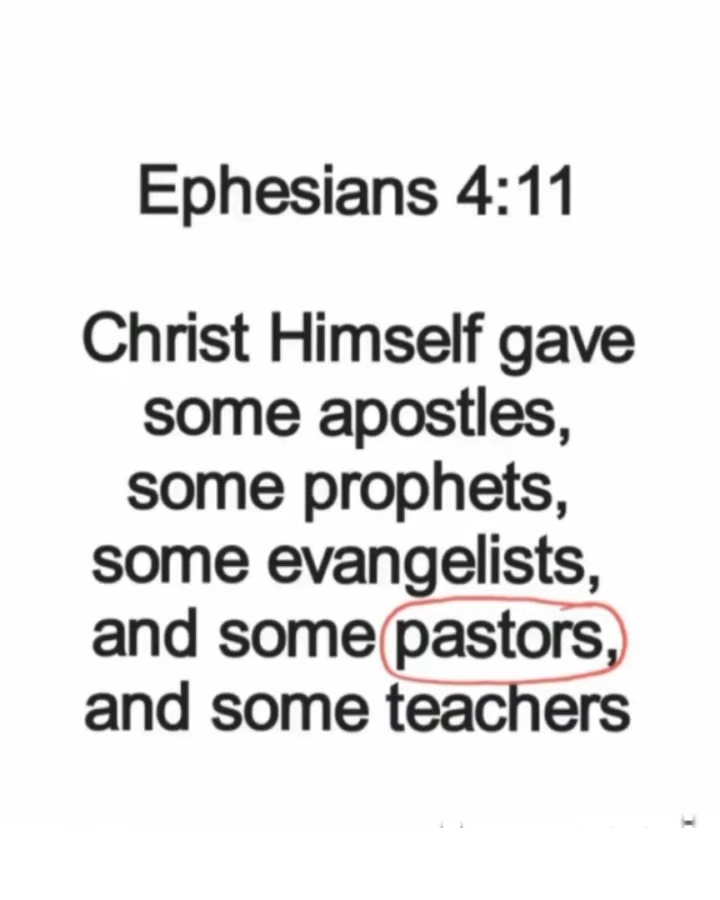 Ephesians 4:11
Christ Himself gave
some apostles,
some prophets,
some evangelists,
and some pastors,
and some teachers